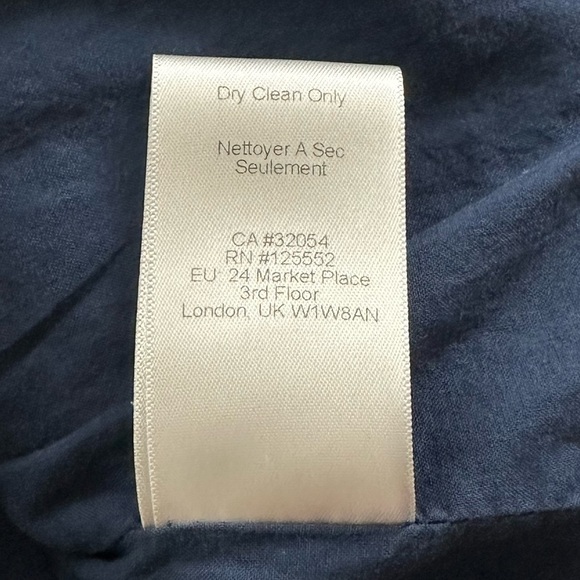 Dry Clean Only
Nettoyer A Sec
Seulement
CA #32054
RN #125552
EU: 24 Market Place
3rd Floor
London, UK W1W8AN